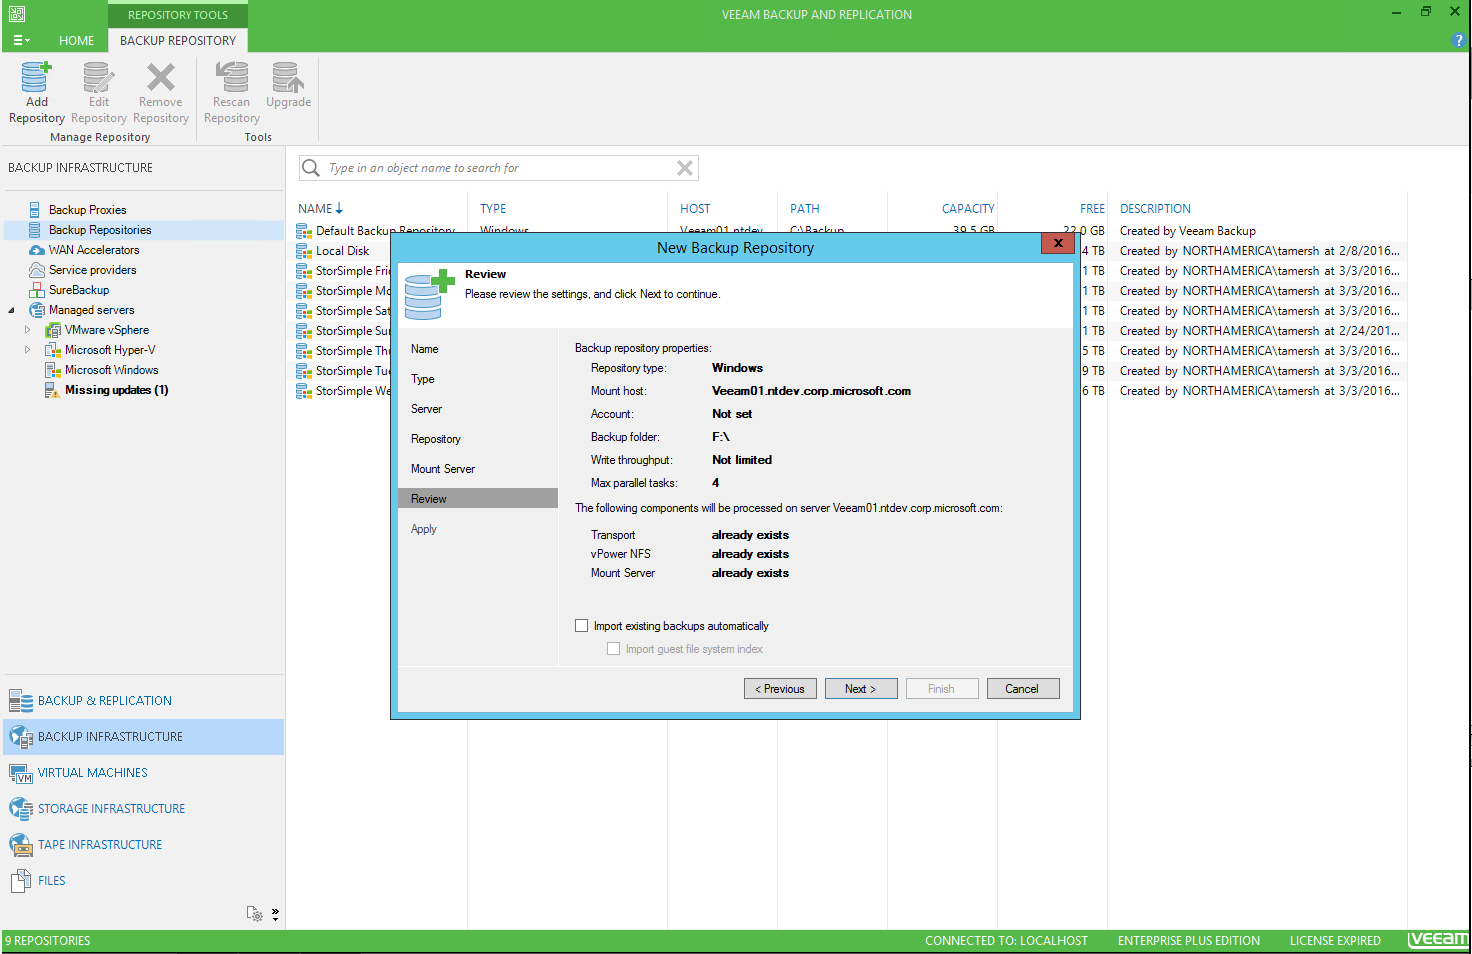 REPOSITORY TOOLS
VEEAM BACKUP AND REPLICATION
HOME
BACKUP REPOSITORY
?
Add Repository
Edit Repository
Remove Repository
Rescan Repository
Upgrade
Manage Repository
Tools
BACKUP INFRASTRUCTURE
Type in an object name to search for
Backup Proxies
Backup Repositories
WAN Accelerators
Service providers
SureBackup
Managed servers
VMware vSphere
Microsoft Hyper-V
Microsoft Windows
Missing updates (1)
NAME
TYPE
HOST
PATH
CAPACITY
FREE
DESCRIPTION
Default Backup Repository Windows Veeam01.ntdev C:\Backup 39.5 GB 22.0 GB Created by Veeam Backup
Local Disk 4 TB Created by NORTHAMERICA\tamersh at 2/8/2016...
StorSimple Fri 1 TB Created by NORTHAMERICA\tamersh at 3/3/2016...
StorSimple Mo 1 TB Created by NORTHAMERICA\tamersh at 3/3/2016...
StorSimple Sat 1 TB Created by NORTHAMERICA\tamersh at 3/3/2016...
StorSimple Sun 1 TB Created by NORTHAMERICA\tamersh at 2/24/201...
StorSimple Thu 5 TB Created by NORTHAMERICA\tamersh at 3/3/2016...
StorSimple Tue 9 TB Created by NORTHAMERICA\tamersh at 3/3/2016...
StorSimple We 6 TB Created by NORTHAMERICA\tamersh at 3/3/2016...
New Backup Repository
Review
Please review the settings, and click Next to continue.
Name
Type
Server
Repository
Mount Server
Review
Apply
Backup repository properties:
Repository type: Windows
Mount host: Veeam01.ntdev.corp.microsoft.com
Account: Not set
Backup folder: F:\
Write throughput: Not limited
Max parallel tasks: 4
The following components will be processed on server Veeam01.ntdev.corp.microsoft.com:
Transport already exists
vPower NFS already exists
Mount Server already exists
Import existing backups automatically
Import guest file system index
< Previous
Next >
Finish
Cancel
BACKUP & REPLICATION
BACKUP INFRASTRUCTURE
VIRTUAL MACHINES
STORAGE INFRASTRUCTURE
TAPE INFRASTRUCTURE
FILES
9 REPOSITORIES
CONNECTED TO: LOCALHOST
ENTERPRISE PLUS EDITION
LICENSE EXPIRED
veeam